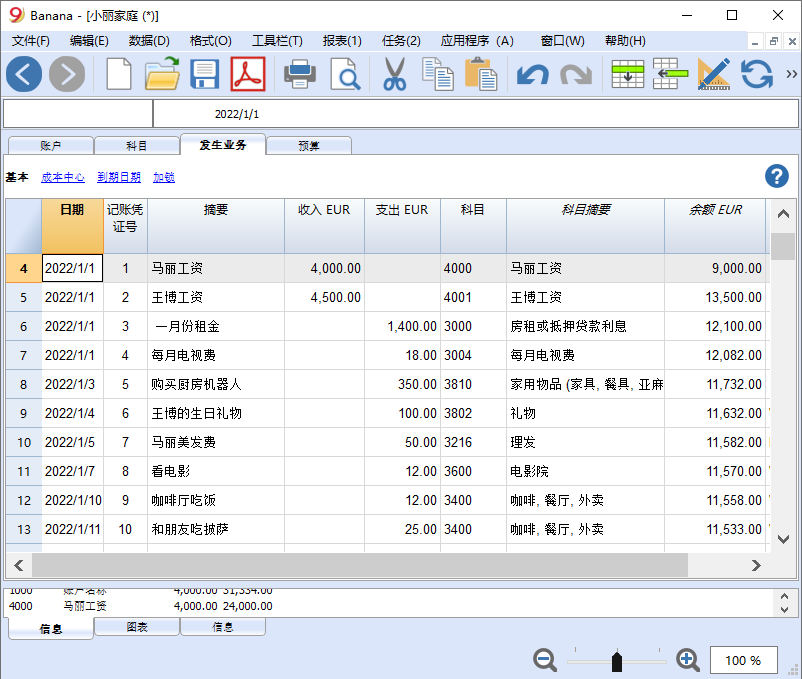 Banana - [小丽家庭 (*)]
文件(F) 编辑(E) 数据(D) 格式(O) 工具栏(T) 报表(1) 任务(2) 应用程序 (A) 窗口(W) 帮助(H)
2022/1/1
账户 科目 发生业务 预算
基本 成本中心 到期日期 加锁
日期 记账凭证号 摘要 收入 EUR 支出 EUR 科目 科目摘要 余额 EUR
4 2022/1/1 1 马丽工资 4,000.00 4000 马丽工资 9,000.00
5 2022/1/1 2 王博工资 4,500.00 4001 王博工资 13,500.00
6 2022/1/1 3 一月份租金 1,400.00 3000 房租或抵押贷款利息 12,100.00
7 2022/1/1 4 每月电视费 18.00 3004 每月电视费 12,082.00
8 2022/1/3 5 购买厨房机器人 350.00 3810 家用物品 (家具, 餐具, 亚麻 11,732.00
9 2022/1/4 6 王博的生日礼物 100.00 3802 礼物 11,632.00
10 2022/1/5 7 马丽美发费 50.00 3216 理发 11,582.00
11 2022/1/7 8 看电影 12.00 3600 电影院 11,570.00
12 2022/1/10 9 咖啡厅吃饭 12.00 3400 咖啡, 餐厅, 外卖 11,558.00
13 2022/1/11 10 和朋友吃披萨 25.00 3400 咖啡, 餐厅, 外卖 11,533.00
1000 账户名称 4,000.00 31,334.00
4000 马丽工资 4,000.00 24,000.00
信息 图表 信息
100 %